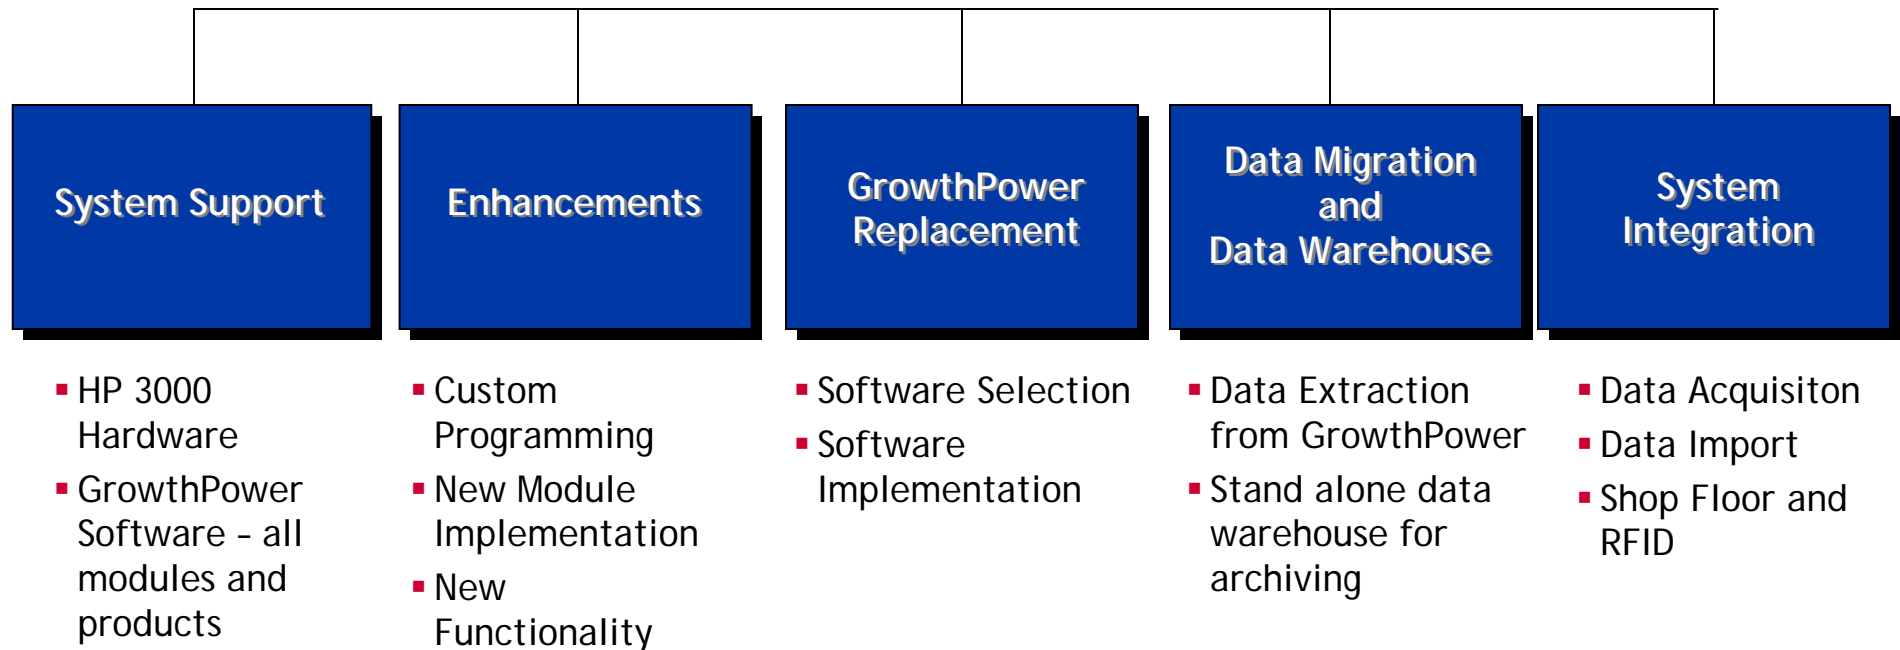 System Support
Enhancements
GrowthPower
Replacement
Data Migration
and
Data Warehouse
System
Integration
HP 3000
Hardware
GrowthPower
Software – all
modules and
products
Custom
Programming
New Module
Implementation
New
Functionality
Software Selection
Software
Implementation
Data Extraction
from GrowthPower
Stand alone data
warehouse for
archiving
Data Acquisiton
Data Import
Shop Floor and
RFID